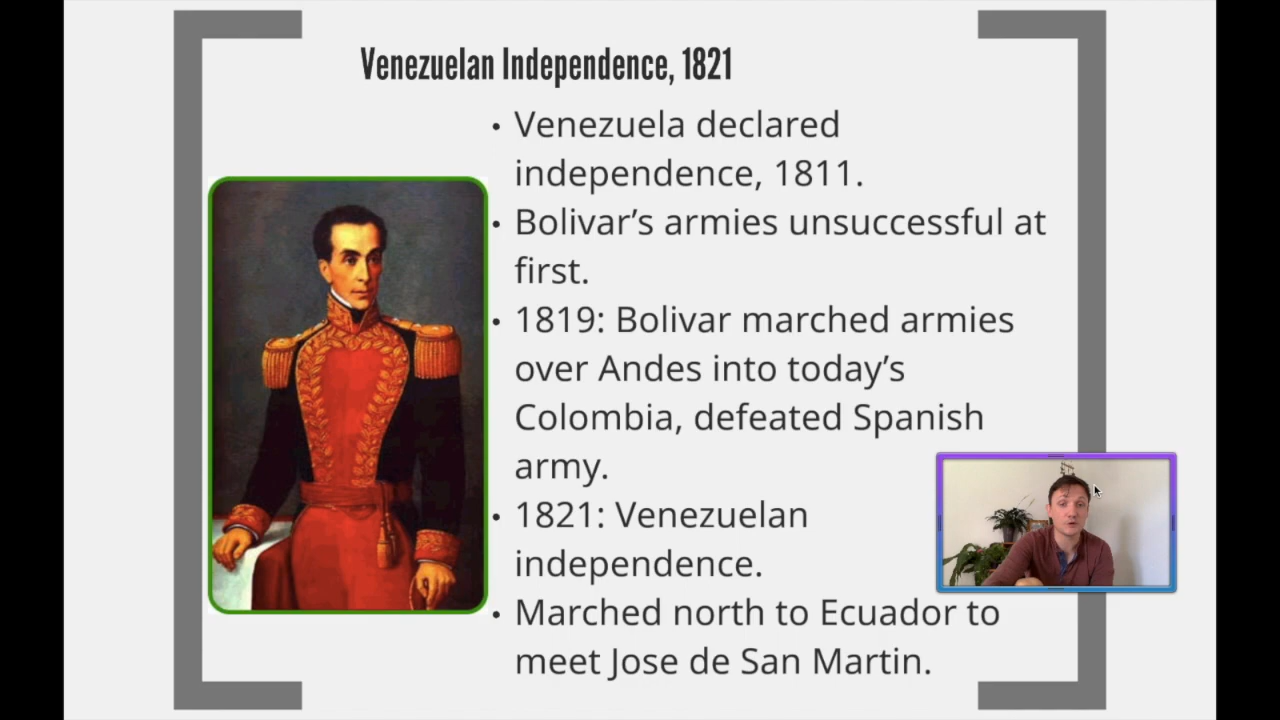 Venezuelan Independence, 1821
• Venezuela declared
independence, 1811.
• Bolivar’s armies unsuccessful at
first.
• 1819: Bolivar marched armies
over Andes into today’s
Colombia, defeated Spanish
army.
• 1821: Venezuelan
independence.
• Marched north to Ecuador to
meet Jose de San Martin.